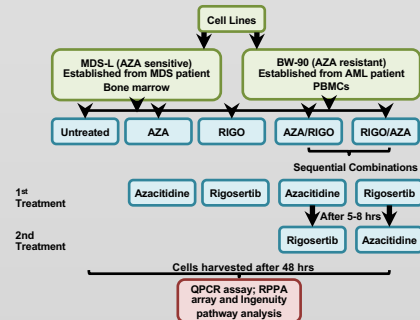 Cell Lines
MDS-L (AZA sensitive)
Established from MDS patient
Bone marrow
BW-90 (AZA resistant)
Established from AML patient
PBMCs
Untreated
AZA
RIGO
AZA/RIGO
RIGO/AZA
Sequential Combinations
1st
Treatment
Azacitidine
Rigosertib
Azacitidine
Rigosertib
After 5-8 hrs
2nd
Treatment
Rigosertib
Azacitidine
Cells harvested after 48 hrs
QPCR assay; RPPA
array and Ingenuity
pathway analysis